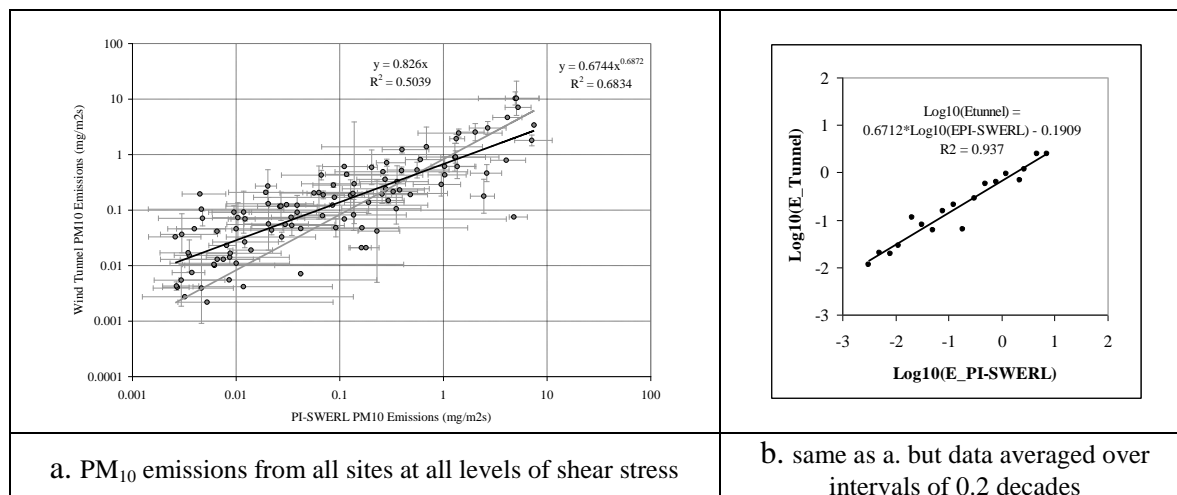 100
10
1
0.1
0.01
0.001
0.0001
Wind Tunnel PM10 Emissions (mg/m2s)
y = 0.826x
R² = 0.5039
y = 0.6744x^0.6872
R² = 0.6834
0.001 0.01 0.1 1 10 100
PI-SWERL PM10 Emissions (mg/m2s)
a. PM₁₀ emissions from all sites at all levels of shear stress
2
1
0
-1
-2
-3
Log10(E_Tunnel)
Log10(Etunnel) =
0.6712*Log10(EPI-SWERL) - 0.1909
R2 = 0.937
-3 -2 -1 0 1 2
Log10(E_PI-SWERL)
b. same as a. but data averaged over
intervals of 0.2 decades